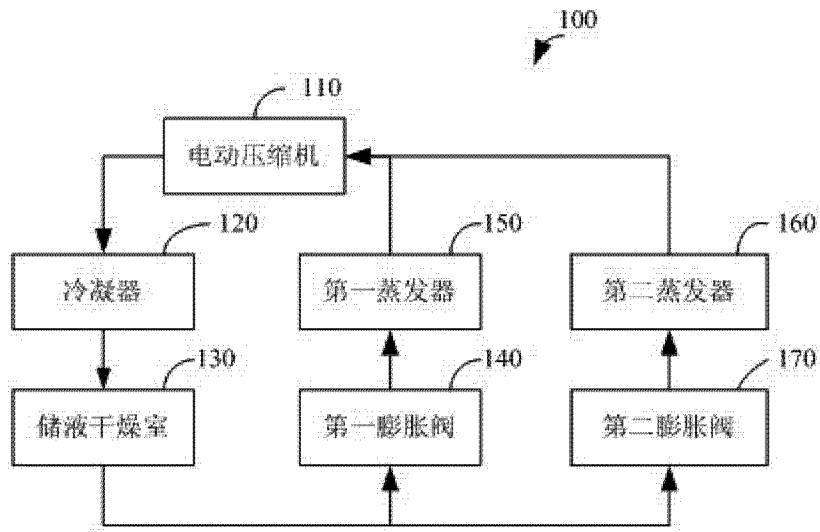 100
110
电动压缩机
120
150
160
冷凝器
第一蒸发器
第二蒸发器
130
140
170
储液干燥室
第一膨胀阀
第二膨胀阀